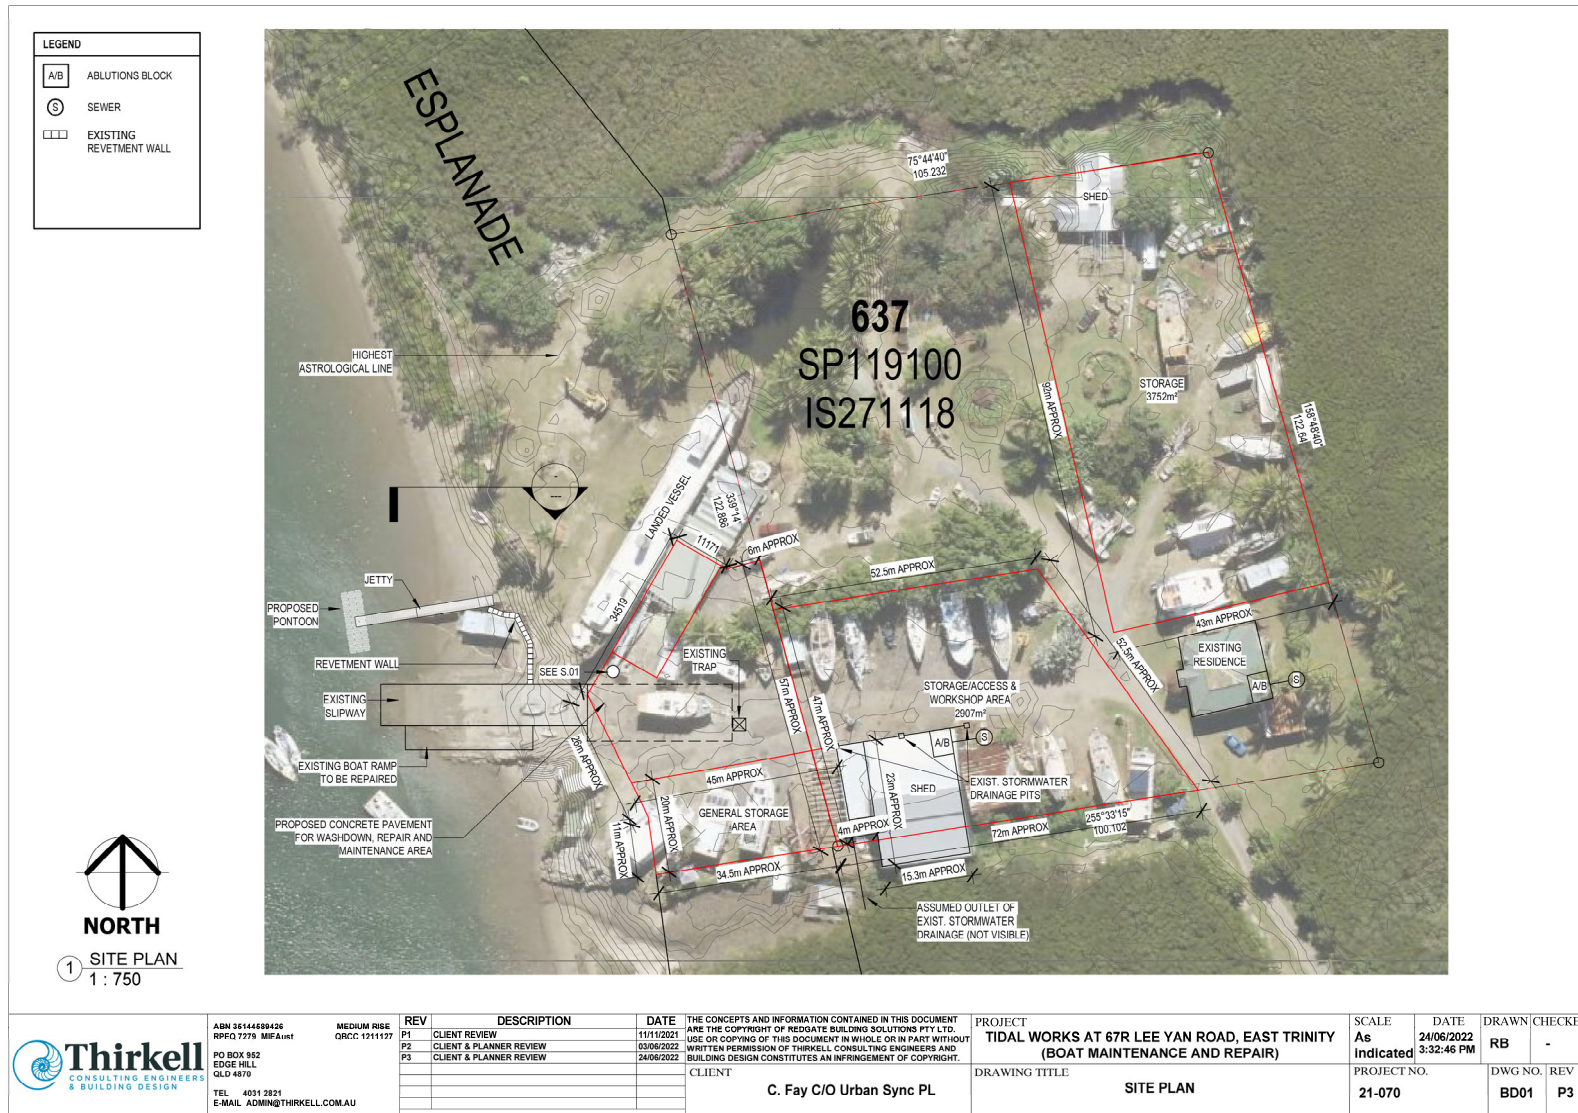 LEGEND
A/B ABLUTIONS BLOCK
S SEWER
EXISTING
REVETMENT WALL
ESPLANADE
75°44'40"
105.232
SHED
637
SP119100
IS271118
HIGHEST
ASTROLOGICAL LINE
92m APPROX
STORAGE
3752m²
158°48'40"
122.64
LANDED VESSEL
339°14'
122.886
11171
6m APPROX
52.5m APPROX
JETTY
PROPOSED
PONTOON
34519
43m APPROX
REVETMENT WALL
SEE S.01
EXISTING
TRAP
52.5m APPROX
EXISTING
RESIDENCE
A/B
S
EXISTING
SLIPWAY
57m APPROX
47m APPROX
STORAGE/ACCESS &
WORKSHOP AREA
2907m²
A/B
S
26m APPROX
EXISTING BOAT RAMP
TO BE REPAIRED
45m APPROX
23m APPROX
SHED
EXIST. STORMWATER
DRAINAGE PITS
GENERAL STORAGE
AREA
20m APPROX
11m APPROX
4m APPROX
72m APPROX
255°33'15"
100.102
PROPOSED CONCRETE PAVEMENT
FOR WASHDOWN, REPAIR AND
MAINTENANCE AREA
34.5m APPROX
15.3m APPROX
ASSUMED OUTLET OF
EXIST. STORMWATER
DRAINAGE (NOT VISIBLE)
NORTH
1 SITE PLAN
1 : 750
Thirkell
CONSULTING ENGINEERS
& BUILDING DESIGN
ABN 35144589426 MEDIUM RISE
RPEQ 7279 MIEAust QBCC 1211127
PO BOX 952
EDGE HILL
QLD 4870
TEL 4031 2821
E-MAIL ADMIN@THIRKELL.COM.AU
REV DESCRIPTION DATE
P1 CLIENT REVIEW 11/11/2021
P2 CLIENT & PLANNER REVIEW 03/06/2022
P3 CLIENT & PLANNER REVIEW 24/06/2022
THE CONCEPTS AND INFORMATION CONTAINED IN THIS DOCUMENT
ARE THE COPYRIGHT OF REDGATE BUILDING SOLUTIONS PTY LTD.
USE OR COPYING OF THIS DOCUMENT IN WHOLE OR IN PART WITHOUT
WRITTEN PERMISSION OF THIRKELL CONSULTING ENGINEERS AND
BUILDING DESIGN CONSTITUTES AN INFRINGEMENT OF COPYRIGHT.
CLIENT
C. Fay C/O Urban Sync PL
PROJECT
TIDAL WORKS AT 67R LEE YAN ROAD, EAST TRINITY
(BOAT MAINTENANCE AND REPAIR)
DRAWING TITLE
SITE PLAN
SCALE DATE DRAWN CHECKE
As
indicated 24/06/2022
3:32:46 PM RB -
PROJECT NO. DWG NO. REV
21-070 BD01 P3